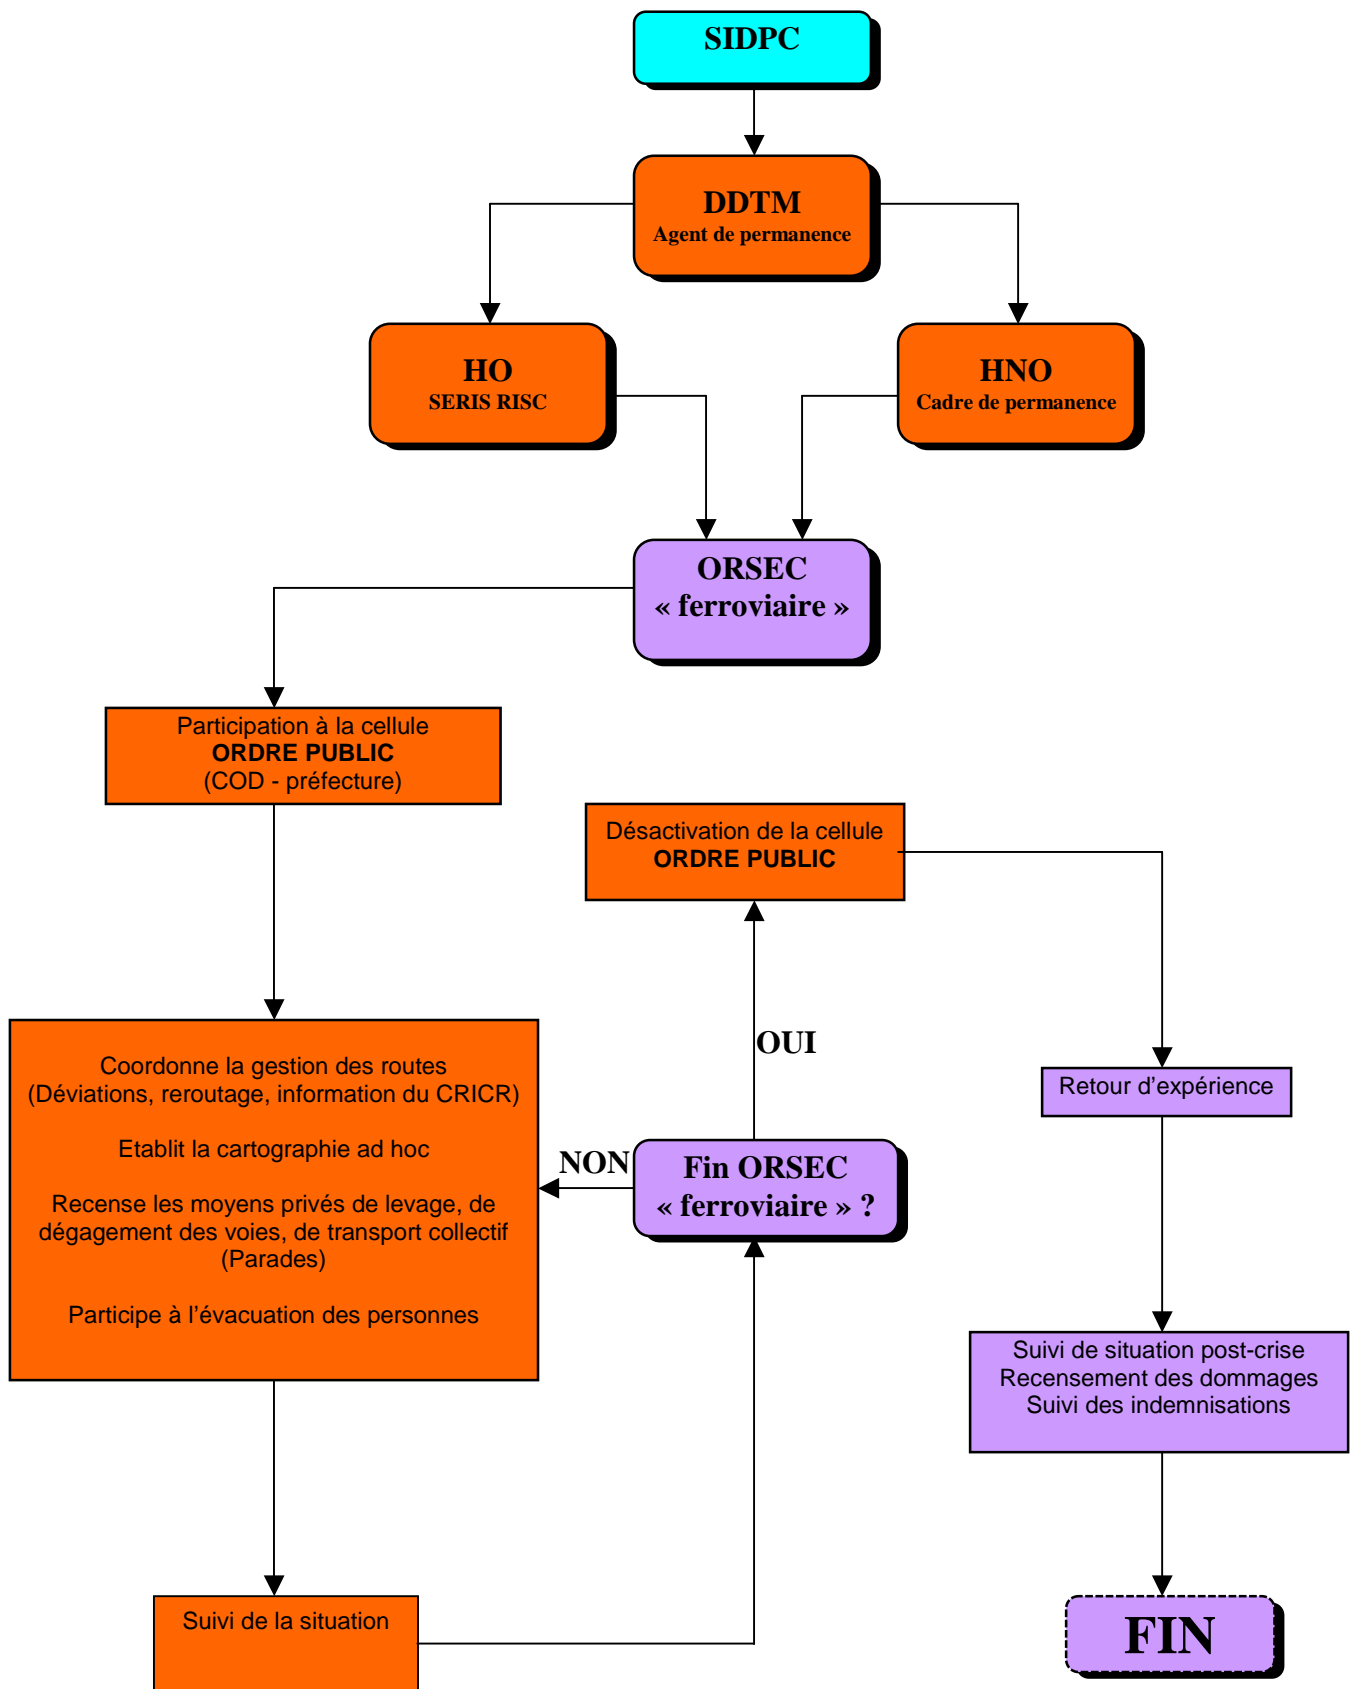 SIDPC
DDTM
Agent de permanence
HO
SERIS RISC
HNO
Cadre de permanence
ORSEC
« ferroviaire »
Participation à la cellule
ORDRE PUBLIC
(COD - préfecture)
Désactivation de la cellule
ORDRE PUBLIC
Coordonne la gestion des routes
(Déviations, reroutage, information du CRICR)
Etablit la cartographie ad hoc
Recense les moyens privés de levage, de
dégagement des voies, de transport collectif
(Parades)
Participe à l’évacuation des personnes
OUI
NON
Fin ORSEC
« ferroviaire » ?
Retour d’expérience
Suivi de situation post-crise
Recensement des dommages
Suivi des indemnisations
Suivi de la situation
FIN